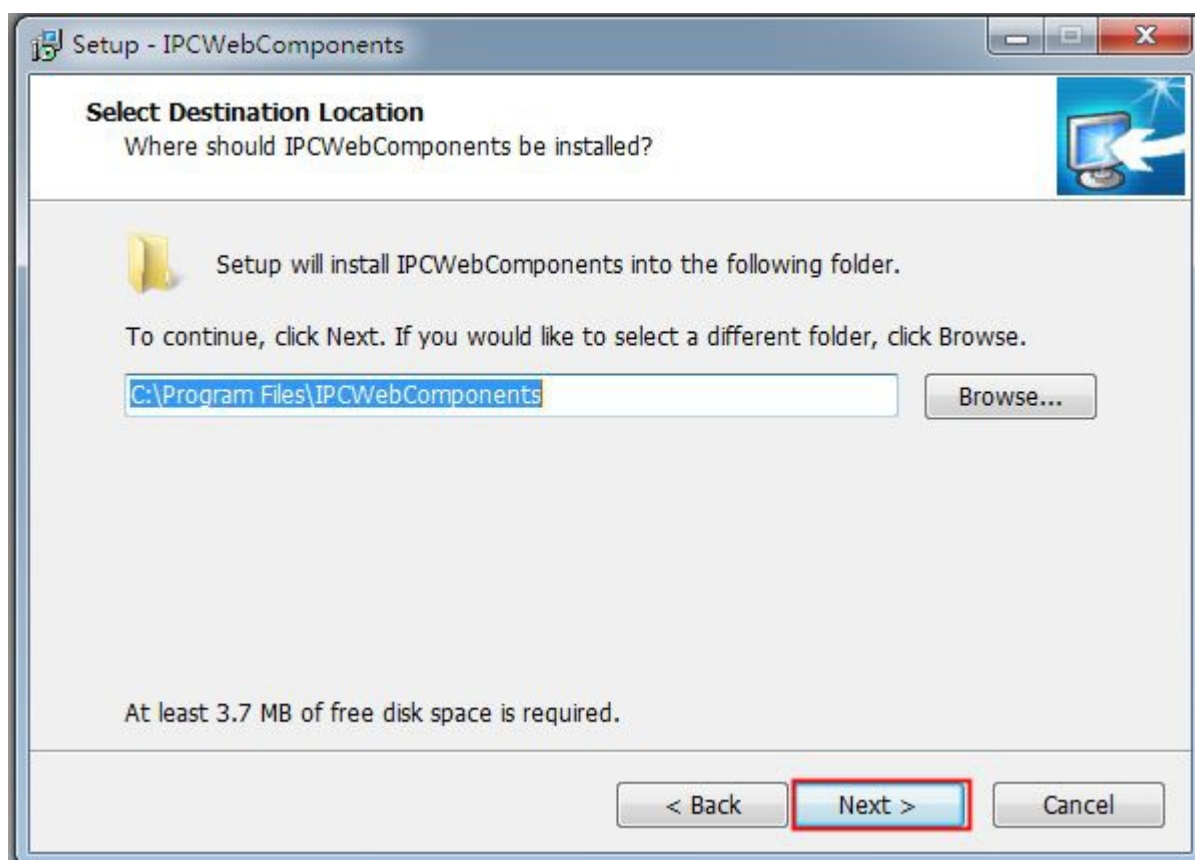 Setup - IPCWebComponents
Select Destination Location
Where should IPCWebComponents be installed?
Setup will install IPCWebComponents into the following folder.
To continue, click Next. If you would like to select a different folder, click Browse.
C:\Program Files\IPCWebComponents
Browse...
At least 3.7 MB of free disk space is required.
< Back
Next >
Cancel